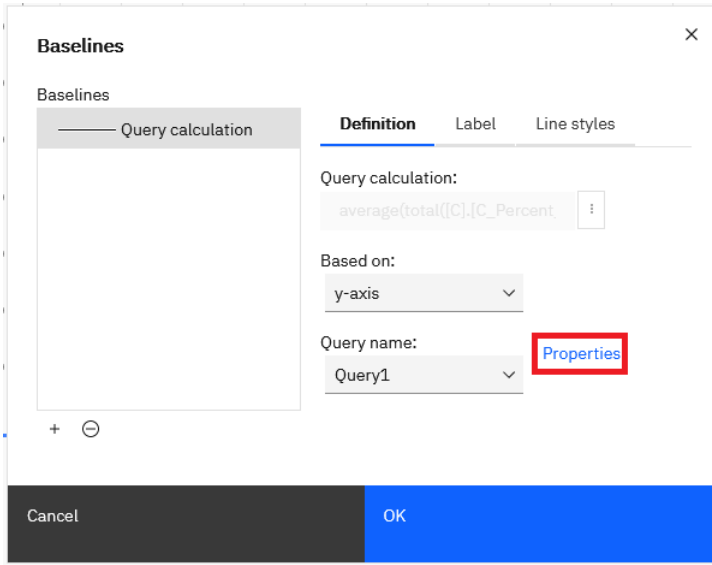 Baselines
Baselines
Query calculation
Definition Label Line styles
Query calculation:
average(total([C].[C_Percent_
Based on:
y-axis
Query name:
Query1
Properties
Cancel OK